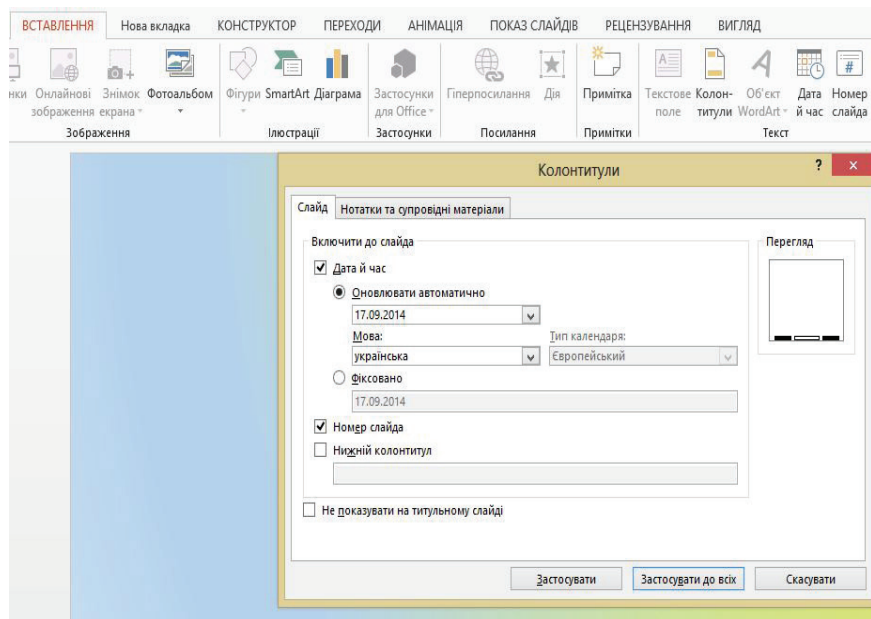 ВСТАВЛЕННЯ Нова вкладка КОНСТРУКТОР ПЕРЕХОДИ АНІМАЦІЯ ПОКАЗ СЛАЙДІВ РЕЦЕНЗУВАННЯ ВИГЛЯД
нки Онлайнові Знімок Фотоальбом Фігури SmartArt Діаграма Застосунки Гіперпосилання Дія Примітка Текстове Колон- Об'єкт Дата Номер
зображення екрана для Office поле титули WordArt й час слайда
Зображення Ілюстрації Застосунки Посилання Примітки Текст
Колонтитули ? x
Слайд Нотатки та супровідні матеріали
Включити до слайда Перегляд
Дата й час
Оновлювати автоматично
17.09.2014
Мова: Тип календаря:
українська Європейський
Фіксовано
17.09.2014
Номер слайда
Нижній колонтитул
Не показувати на титульному слайді
Застосувати Застосувати до всіх Скасувати